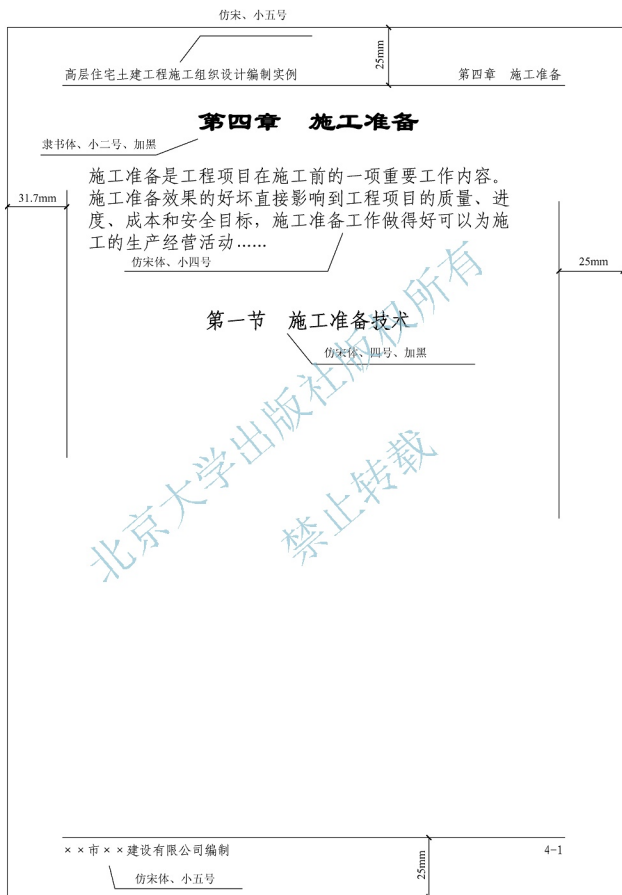 仿宋、小五号
25mm
高层住宅土建工程施工组织设计编制实例 第四章 施工准备
第四章 施工准备
隶书体、小二号、加黑
施工准备是工程项目在施工前的一项重要工作内容。
施工准备效果的好坏直接影响到工程项目的质量、进
度、成本和安全目标，施工准备工作做得好可以为施
工的生产经营活动……
31.7mm
仿宋体、小四号
25mm
第一节 施工准备技术
仿宋体、四号、加黑
北京大学出版社版权所有
禁止转载
××市××建设有限公司编制 4-1
仿宋体、小五号
25mm